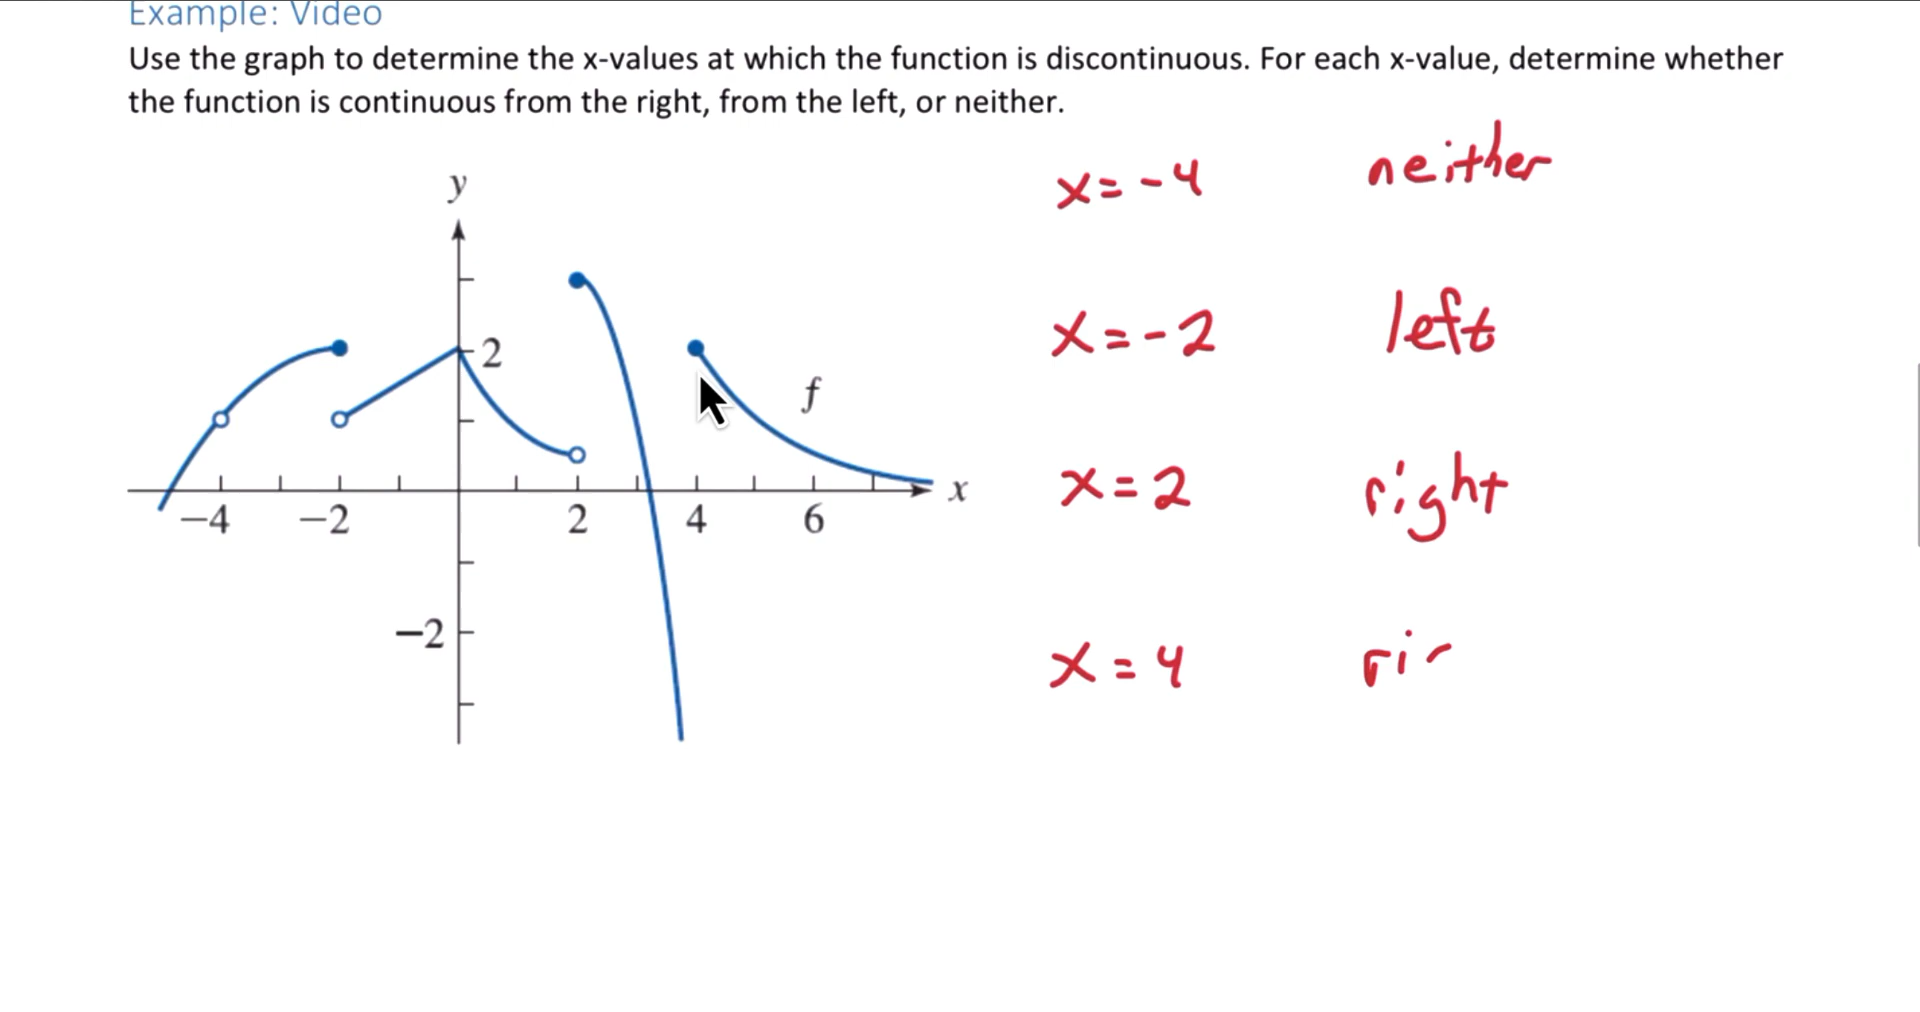 Example: Video
Use the graph to determine the x-values at which the function is discontinuous. For each x-value, determine whether
the function is continuous from the right, from the left, or neither.
x=-4 neither
y
x=-2 left
2
f
x=2 right
x
−4 −2 2 4 6
−2
x=4 ri